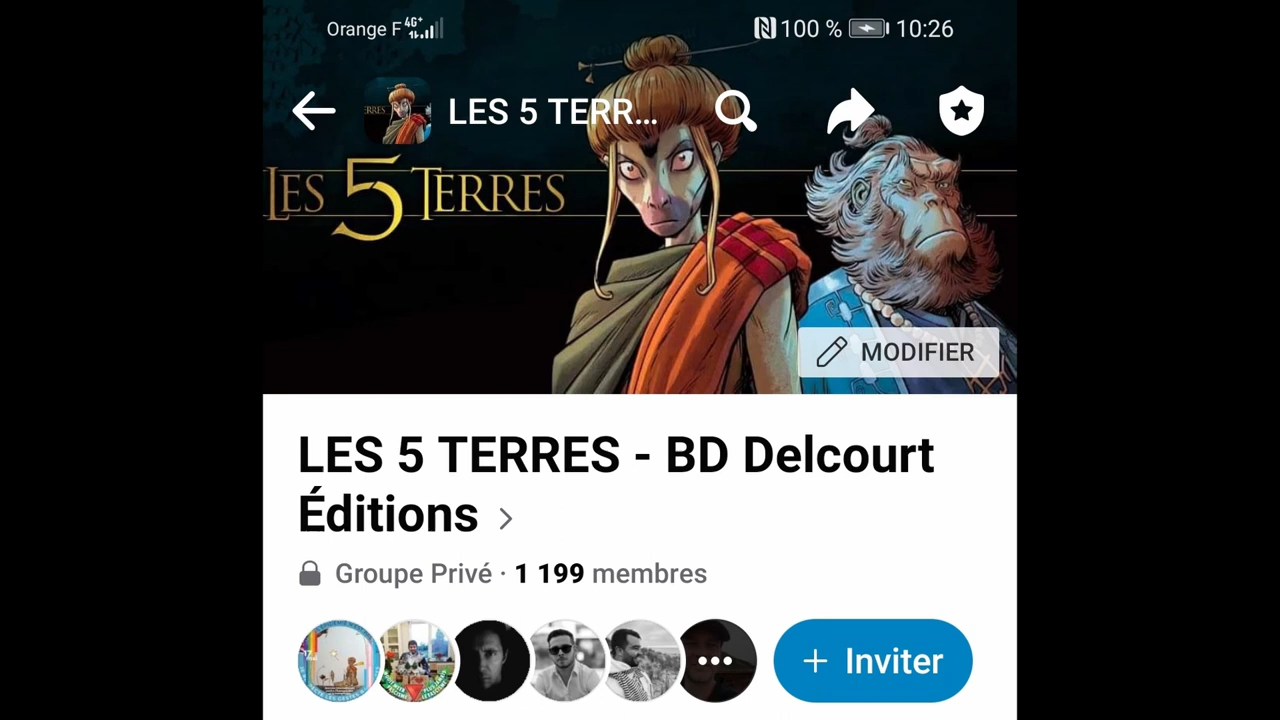 Orange F 4G+ 100 % 10:26
LES 5 TERR...
LES 5 TERRES
MODIFIER
LES 5 TERRES - BD Delcourt
Éditions
Groupe Privé · 1 199 membres
+ Inviter